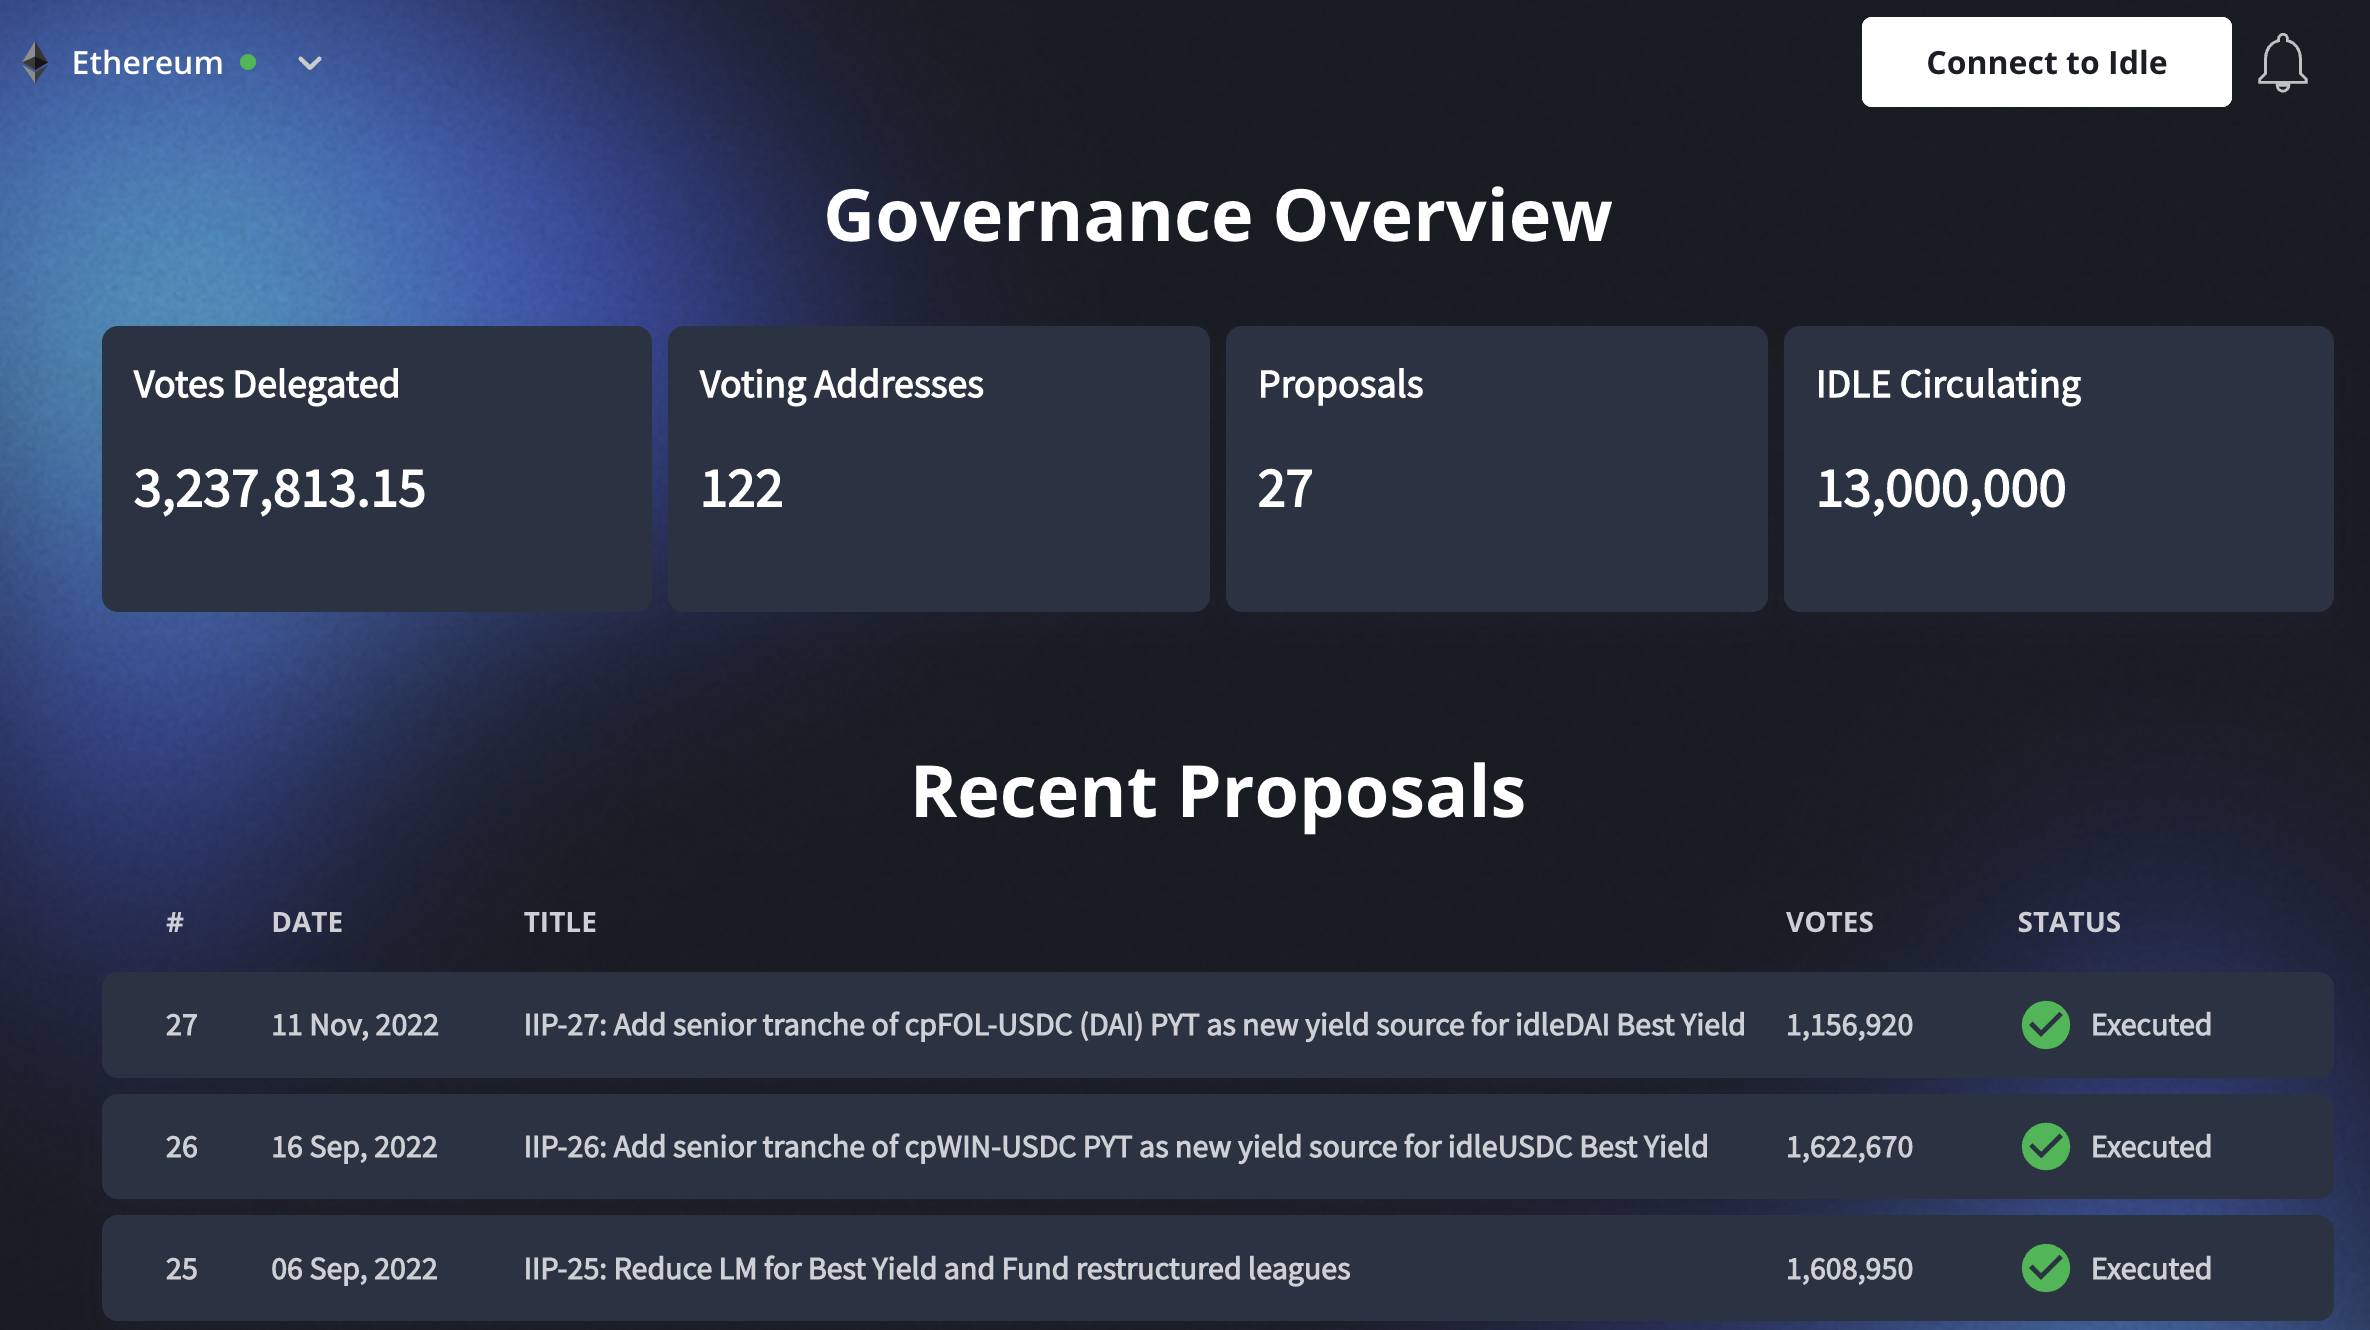 Ethereum
Connect to Idle
Governance Overview
Votes Delegated
3,237,813.15
Voting Addresses
122
Proposals
27
IDLE Circulating
13,000,000
Recent Proposals
# DATE TITLE VOTES STATUS
27 11 Nov, 2022 IIP-27: Add senior tranche of cpFOL-USDC (DAI) PYT as new yield source for idleDAI Best Yield 1,156,920 Executed
26 16 Sep, 2022 IIP-26: Add senior tranche of cpWIN-USDC PYT as new yield source for idleUSDC Best Yield 1,622,670 Executed
25 06 Sep, 2022 IIP-25: Reduce LM for Best Yield and Fund restructured leagues 1,608,950 Executed